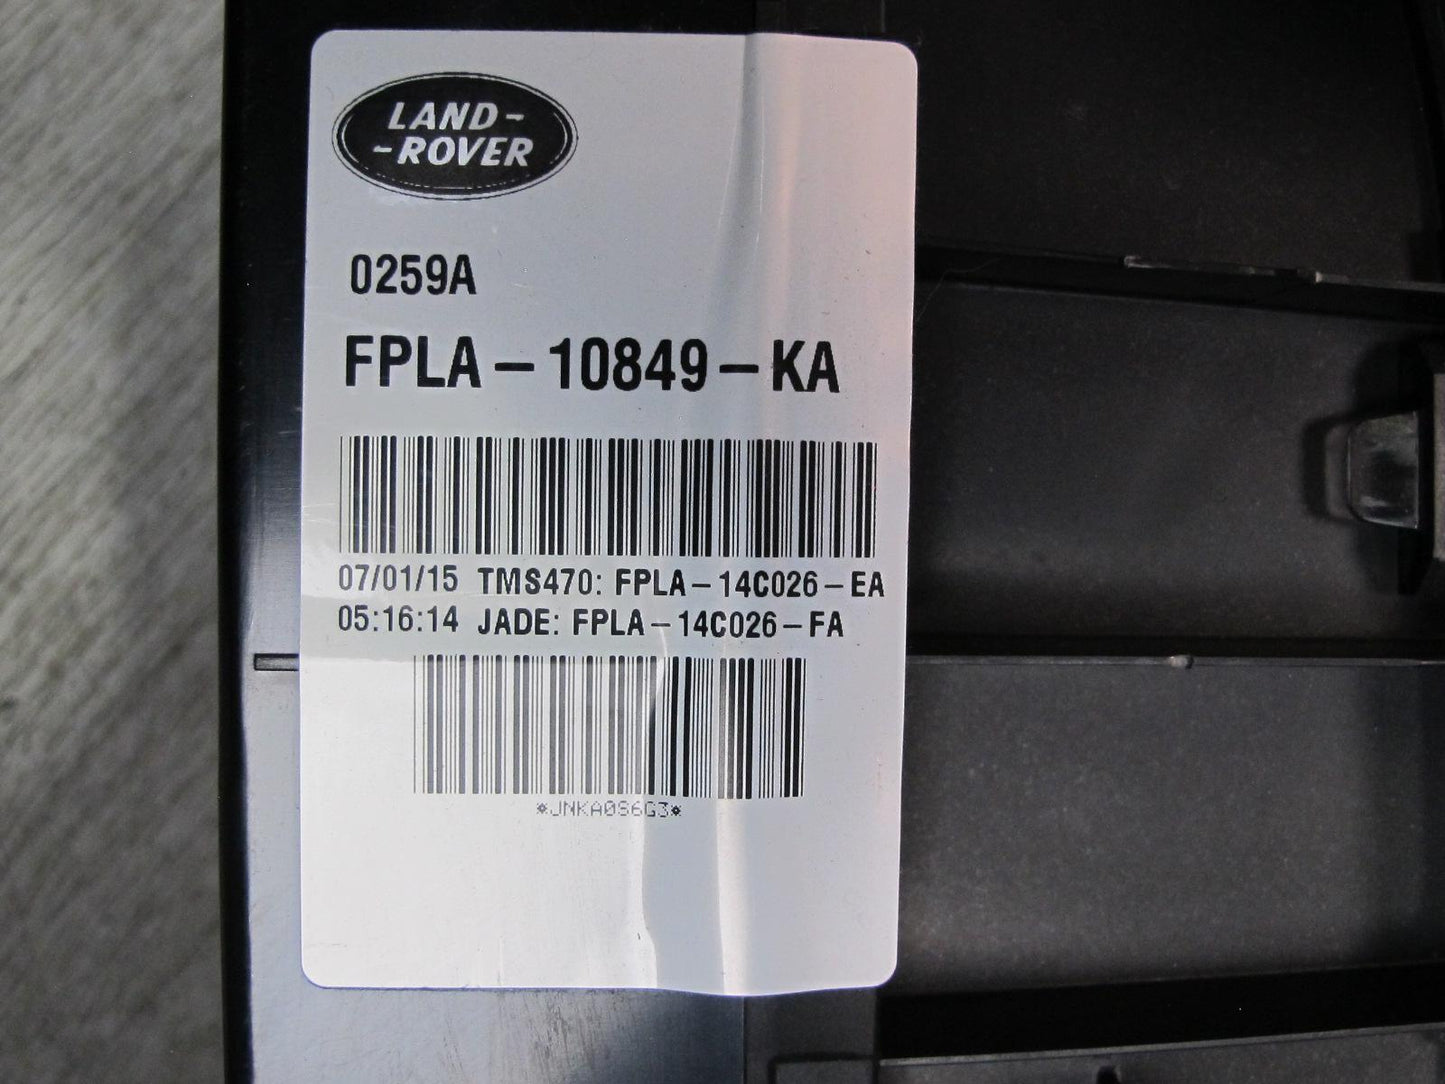 LAND-
-ROVER
0259A
FPLA-10849-KA
07/01/15 TMS470: FPLA-14C026-EA
05:16:14 JADE: FPLA-14C026-FA
*JNKA0S6G3*